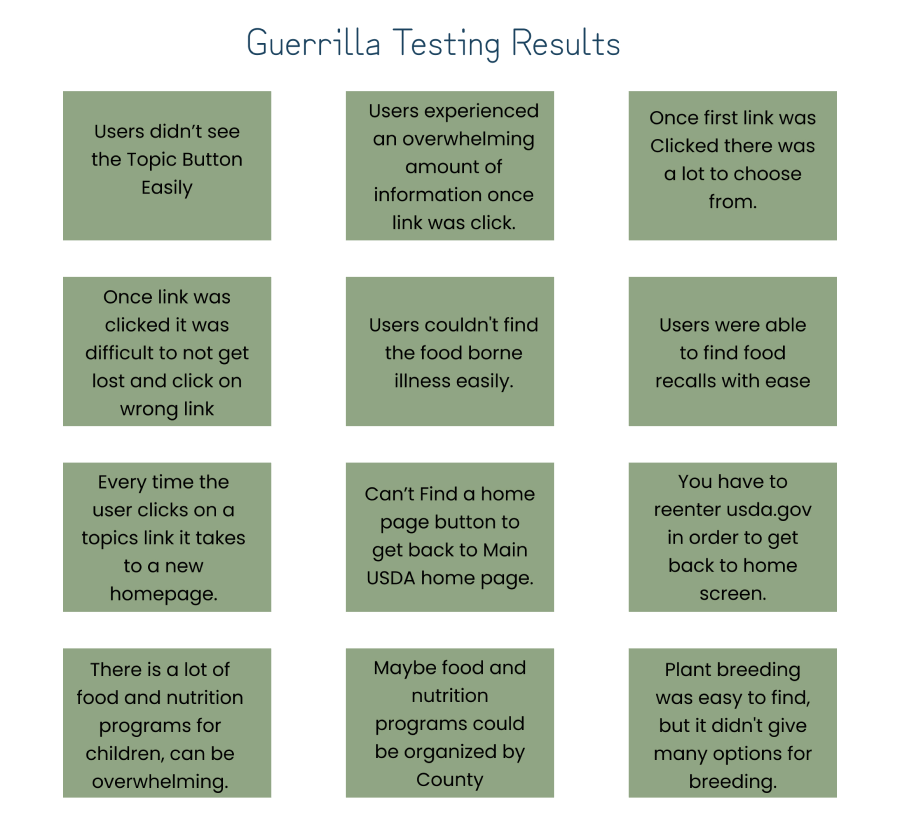 Guerrilla Testing Results
Users didn’t see
the Topic Button
Easily
Users experienced
an overwhelming
amount of
information once
link was click.
Once first link was
Clicked there was
a lot to choose
from.
Once link was
clicked it was
difficult to not get
lost and click on
wrong link
Users couldn't find
the food borne
illness easily.
Users were able
to find food
recalls with ease
Every time the
user clicks on a
topics link it takes
to a new
homepage.
Can’t Find a home
page button to
get back to Main
USDA home page.
You have to
reenter usda.gov
in order to get
back to home
screen.
There is a lot of
food and nutrition
programs for
children, can be
overwhelming.
Maybe food and
nutrition
programs could
be organized by
County
Plant breeding
was easy to find,
but it didn't give
many options for
breeding.